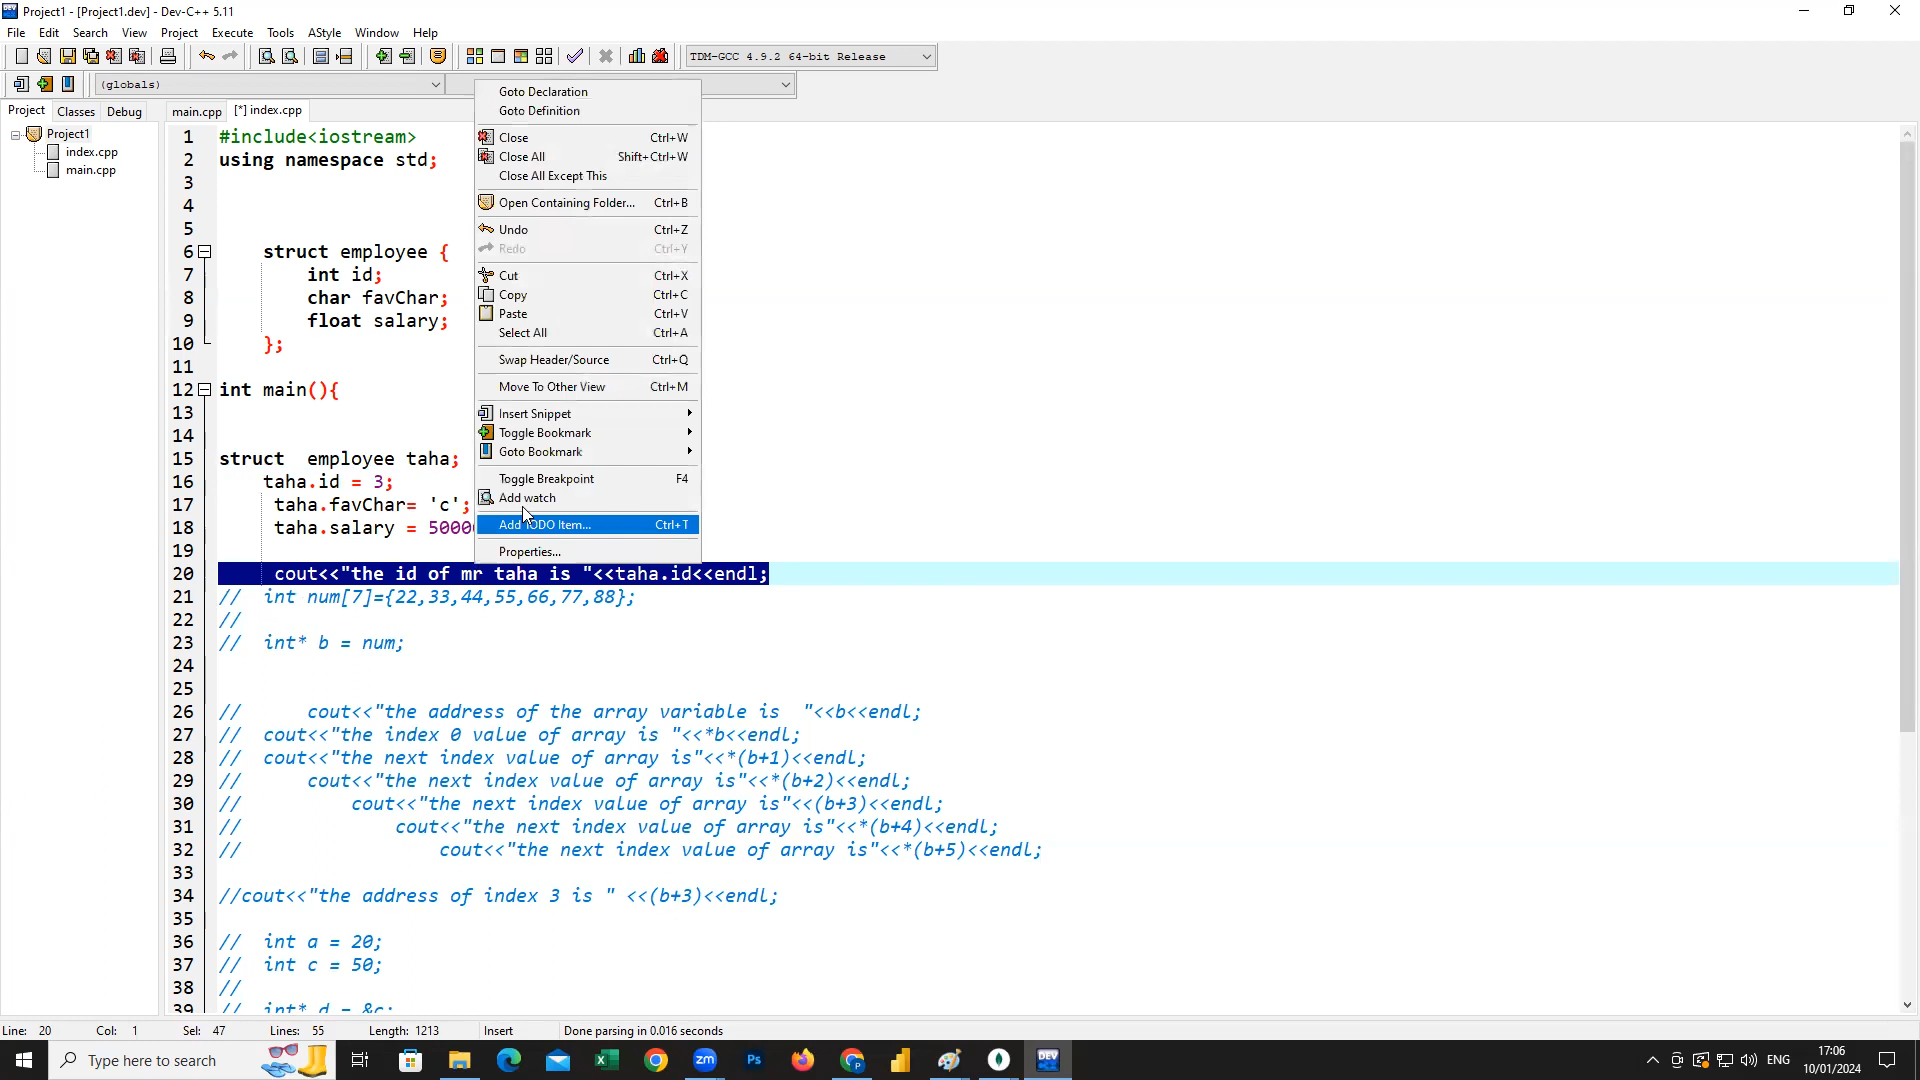 Project1 - [Project1.dev] - Dev-C++ 5.11
File Edit Search View Project Execute Tools AStyle Window Help
TDM-GCC 4.9.2 64-bit Release
(globals)
Project Classes Debug
main.cpp [*] index.cpp
Project1
index.cpp
main.cpp
1 #include<iostream>
2 using namespace std;
3
4
5
6 struct employee {
7 int id;
8 char favChar;
9 float salary;
10 };
11
12 int main(){
13
14
15 struct  employee taha;
16 taha.id = 3;
17 taha.favChar= 'c';
18 taha.salary = 5000
19
20 cout<<"the id of mr taha is "<<taha.id<<endl;
21 //  int num[7]={22,33,44,55,66,77,88};
22 //
23 //  int* b = num;
24
25
26 //      cout<<"the address of the array variable is  "<<b<<endl;
27 //  cout<<"the index 0 value of array is "<<*b<<endl;
28 //  cout<<"the next index value of array is"<<*(b+1)<<endl;
29 //      cout<<"the next index value of array is"<<*(b+2)<<endl;
30 //          cout<<"the next index value of array is"<<(b+3)<<endl;
31 //              cout<<"the next index value of array is"<<*(b+4)<<endl;
32 //                  cout<<"the next index value of array is"<<*(b+5)<<endl;
33
34 //cout<<"the address of index 3 is " <<(b+3)<<endl;
35
36 //  int a = 20;
37 //  int c = 50;
38 //
39 //  int* d = &c;
Goto Declaration
Goto Definition
Close Ctrl+W
Close All Shift+Ctrl+W
Close All Except This
Open Containing Folder... Ctrl+B
Undo Ctrl+Z
Redo Ctrl+Y
Cut Ctrl+X
Copy Ctrl+C
Paste Ctrl+V
Select All Ctrl+A
Swap Header/Source Ctrl+Q
Move To Other View Ctrl+M
Insert Snippet
Toggle Bookmark
Goto Bookmark
Toggle Breakpoint F4
Add watch
Add TODO Item... Ctrl+T
Properties...
Line: 20 Col: 1 Sel: 47 Lines: 55 Length: 1213 Insert Done parsing in 0.016 seconds
Type here to search
zm
Ps
P
DEV
ENG
17:06
10/01/2024